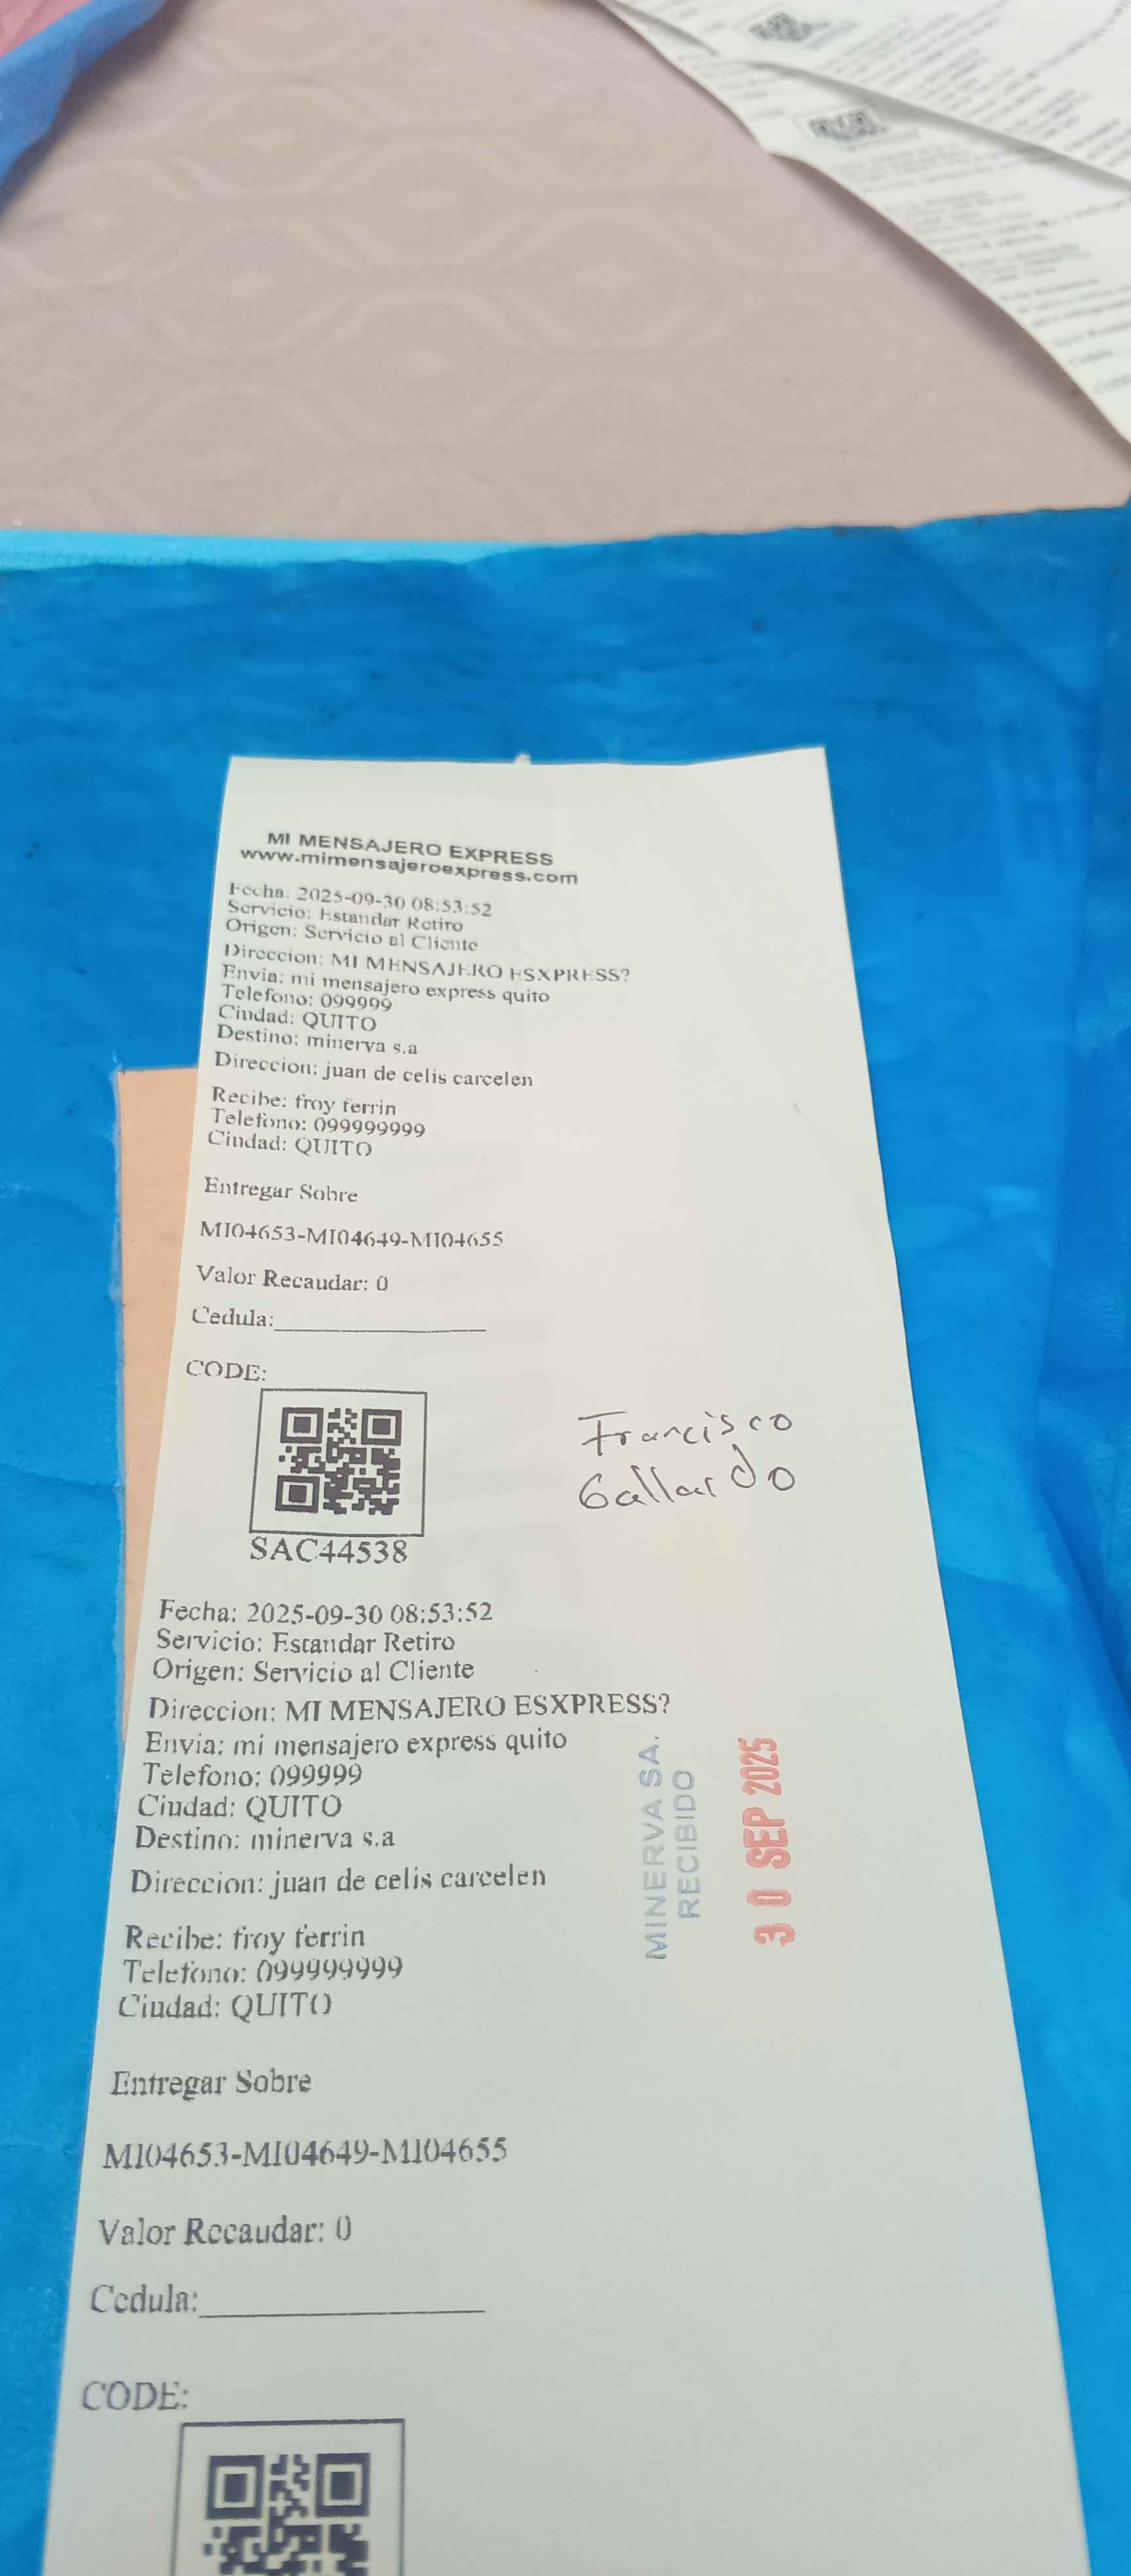 MI MENSAJERO EXPRESS
www.mimensajeroexpress.com
Fecha: 2025-09-30 08:53:52
Servicio: Estandar Retiro
Origen: Servicio al Cliente
Direccion: MI MENSAJERO ESXPRESS?
Envia: mi mensajero express quito
Telefono: 099999
Ciudad: QUITO
Destino: minerva s.a
Direccion: juan de celis carcelen
Recibe: froy ferrin
Telefono: 099999999
Ciudad: QUITO
Entregar Sobre
MI04653-MI04649-MI04655
Valor Recaudar: 0
Cedula:
CODE:
Francisco
Gallardo
SAC44538
Fecha: 2025-09-30 08:53:52
Servicio: Estandar Retiro
Origen: Servicio al Cliente
Direccion: MI MENSAJERO ESXPRESS?
Envia: mi mensajero express quito
Telefono: 099999
Ciudad: QUITO
Destino: minerva s.a
Direccion: juan de celis carcelen
Recibe: froy ferrin
Telefono: 099999999
Ciudad: QUITO
MINERVA SA.
RECIBIDO
30 SEP 2025
Entregar Sobre
MI04653-MI04649-MI04655
Valor Recaudar: 0
Cedula:
CODE: